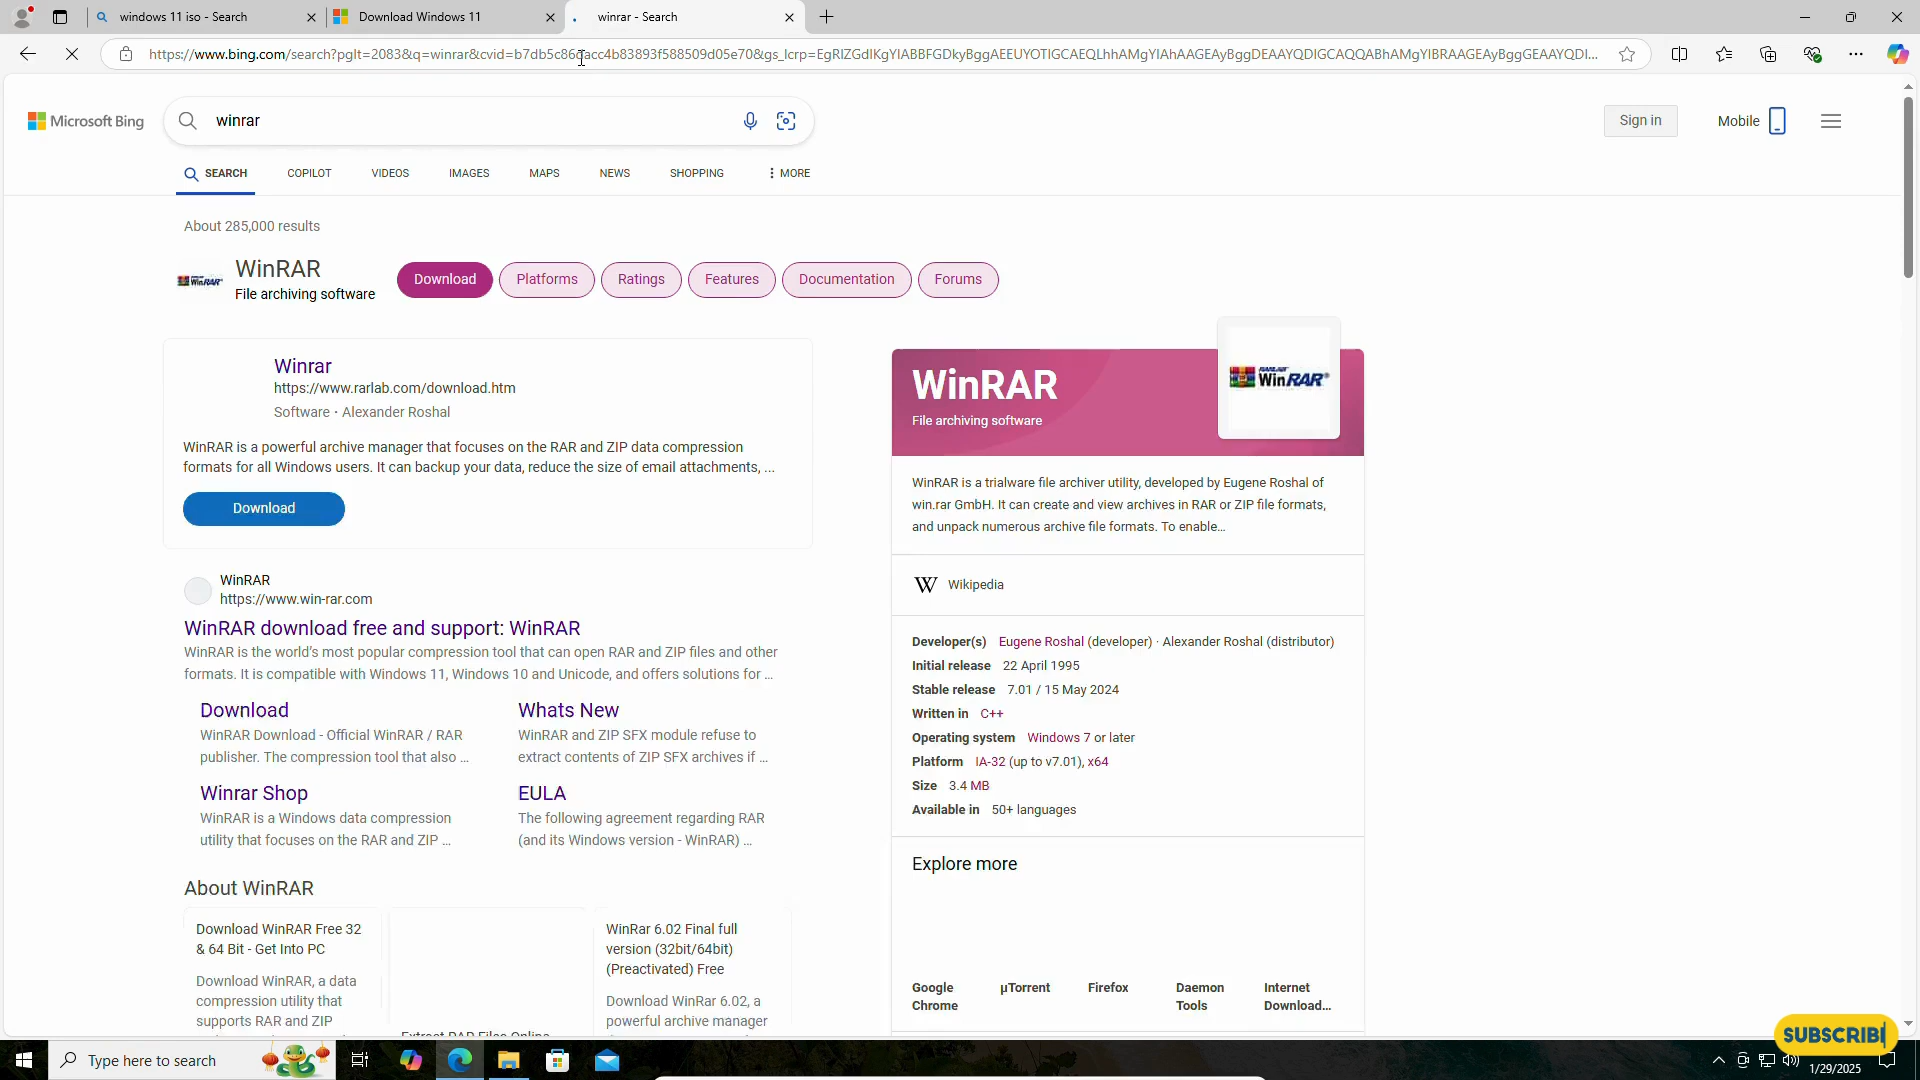 windows 11 iso - Search
Download Windows 11
winrar - Search
https://www.bing.com/search?pglt=2083&q=winrar&cvid=
Microsoft Bing
winrar
Sign in
Mobile
SEARCH
COPILOT
VIDEOS
IMAGES
MAPS
NEWS
SHOPPING
MORE
About 285,000 results
WinRAR
File archiving software
Download
Platforms
Ratings
Features
Documentation
Forums
Winrar
https://www.rarlab.com/download.htm
Software · Alexander Roshal
WinRAR is a powerful archive manager that focuses on the RAR and ZIP data compression
formats for all Windows users. It can backup your data, reduce the size of email attachments, ...
Download
WinRAR
https://www.win-rar.com
WinRAR download free and support: WinRAR
WinRAR is the world's most popular compression tool that can open RAR and ZIP files and other
formats. It is compatible with Windows 11, Windows 10 and Unicode, and offers solutions for ...
Download
WinRAR Download - Official WinRAR / RAR
publisher. The compression tool that also ...
Whats New
WinRAR and ZIP SFX module refuse to
extract contents of ZIP SFX archives if ...
Winrar Shop
WinRAR is a Windows data compression
utility that focuses on the RAR and ZIP ...
EULA
The following agreement regarding RAR
(and its Windows version - WinRAR) ...
About WinRAR
Download WinRAR Free 32
& 64 Bit - Get Into PC
Download WinRAR, a data
compression utility that
supports RAR and ZIP
Extract RAR Files Online
WinRar 6.02 Final full
version (32bit/64bit)
(Preactivated) Free
Download WinRar 6.02, a
powerful archive manager
WinRAR
File archiving software
WinRAR
WinRAR is a trialware file archiver utility, developed by Eugene Roshal of
win.rar GmbH. It can create and view archives in RAR or ZIP file formats,
and unpack numerous archive file formats. To enable...
W Wikipedia
Developer(s) Eugene Roshal (developer) · Alexander Roshal (distributor)
Initial release 22 April 1995
Stable release 7.01 / 15 May 2024
Written in C++
Operating system Windows 7 or later
Platform IA-32 (up to v7.01), x64
Size 3.4 MB
Available in 50+ languages
Explore more
Google
Chrome
µTorrent
Firefox
Daemon
Tools
Internet
Download...
SUBSCRIB
Type here to search
1/29/2025